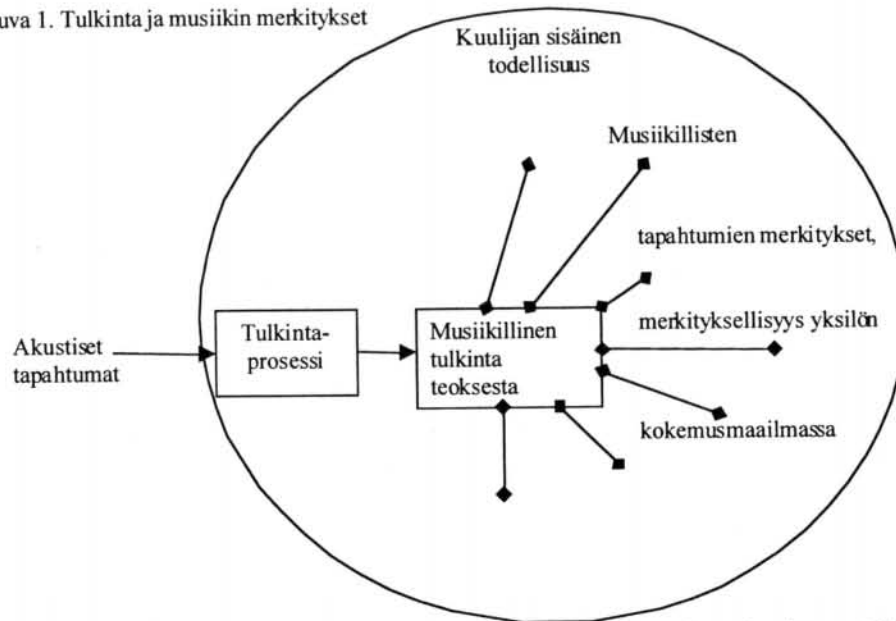 uva 1. Tulkinta ja musiikin merkitykset
Kuulijan sisäinen
todellisuus
Musiikillisten
tapahtumien merkitykset,
merkityksellisyys yksilön
kokemusmaailmassa
Akustiset
tapahtumat
Tulkinta-
prosessi
Musiikillinen
tulkinta
teoksesta